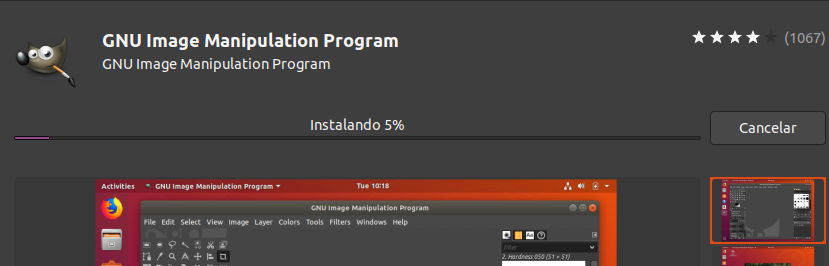 GNU Image Manipulation Program
(1067)
GNU Image Manipulation Program
Instalando 5%
Cancelar
Activities
GNU Image Manipulation Program
Tue 10:18
GNU Image Manipulation Program
File Edit Select View Image Layer Colors Tools Filters Windows Help
Aa
filter
2. Hardness 050 (51 × 51)